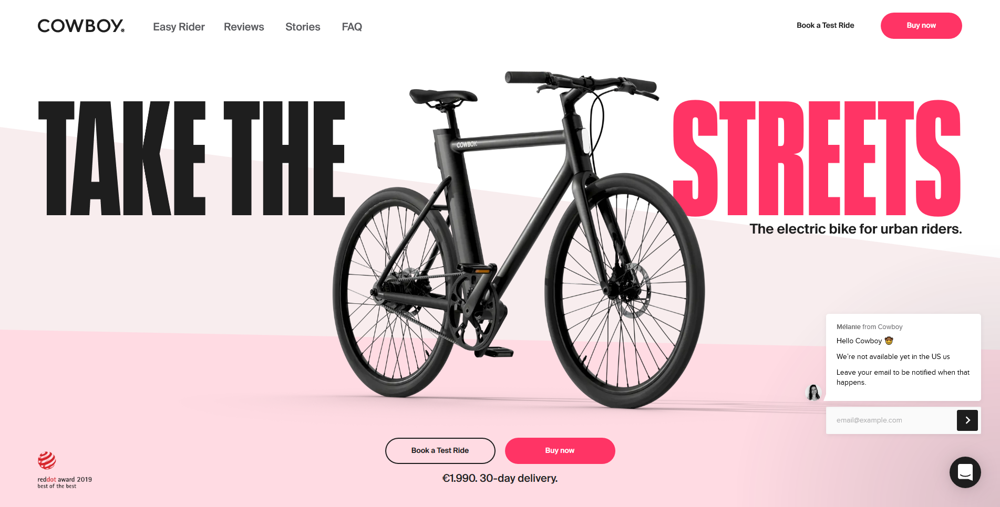 COWBOY
Easy Rider
Reviews
Stories
FAQ
Book a Test Ride
Buy now
TAKE THE
STREETS
COWBOY
The electric bike for urban riders.
Mélanie from Cowboy
Hello Cowboy 🤠
We're not available yet in the US us
Leave your email to be notified when that
happens.
email@example.com
Book a Test Ride
Buy now
€1.990. 30-day delivery.
reddot award 2019
best of the best